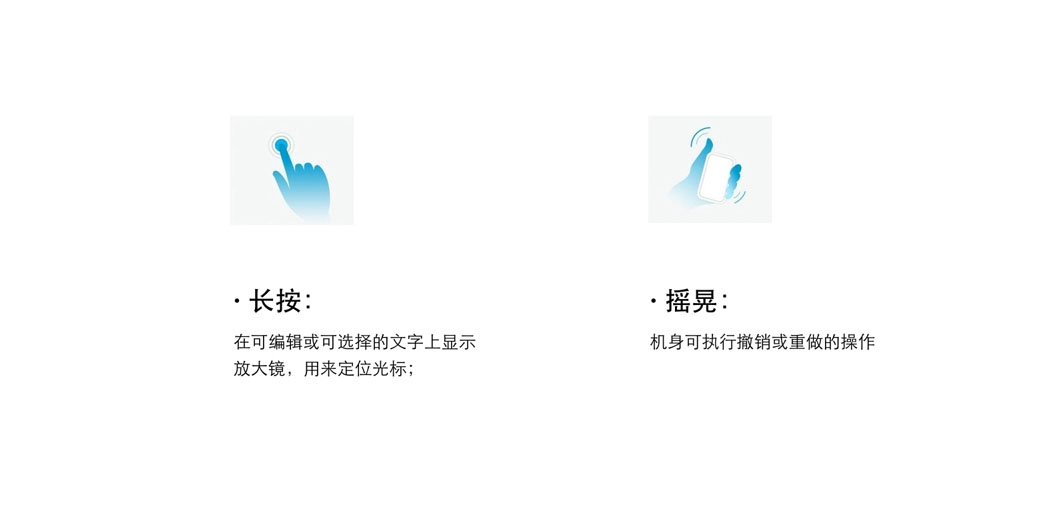 · 长按：
在可编辑或可选择的文字上显示
放大镜，用来定位光标；
· 摇晃：
机身可执行撤销或重做的操作